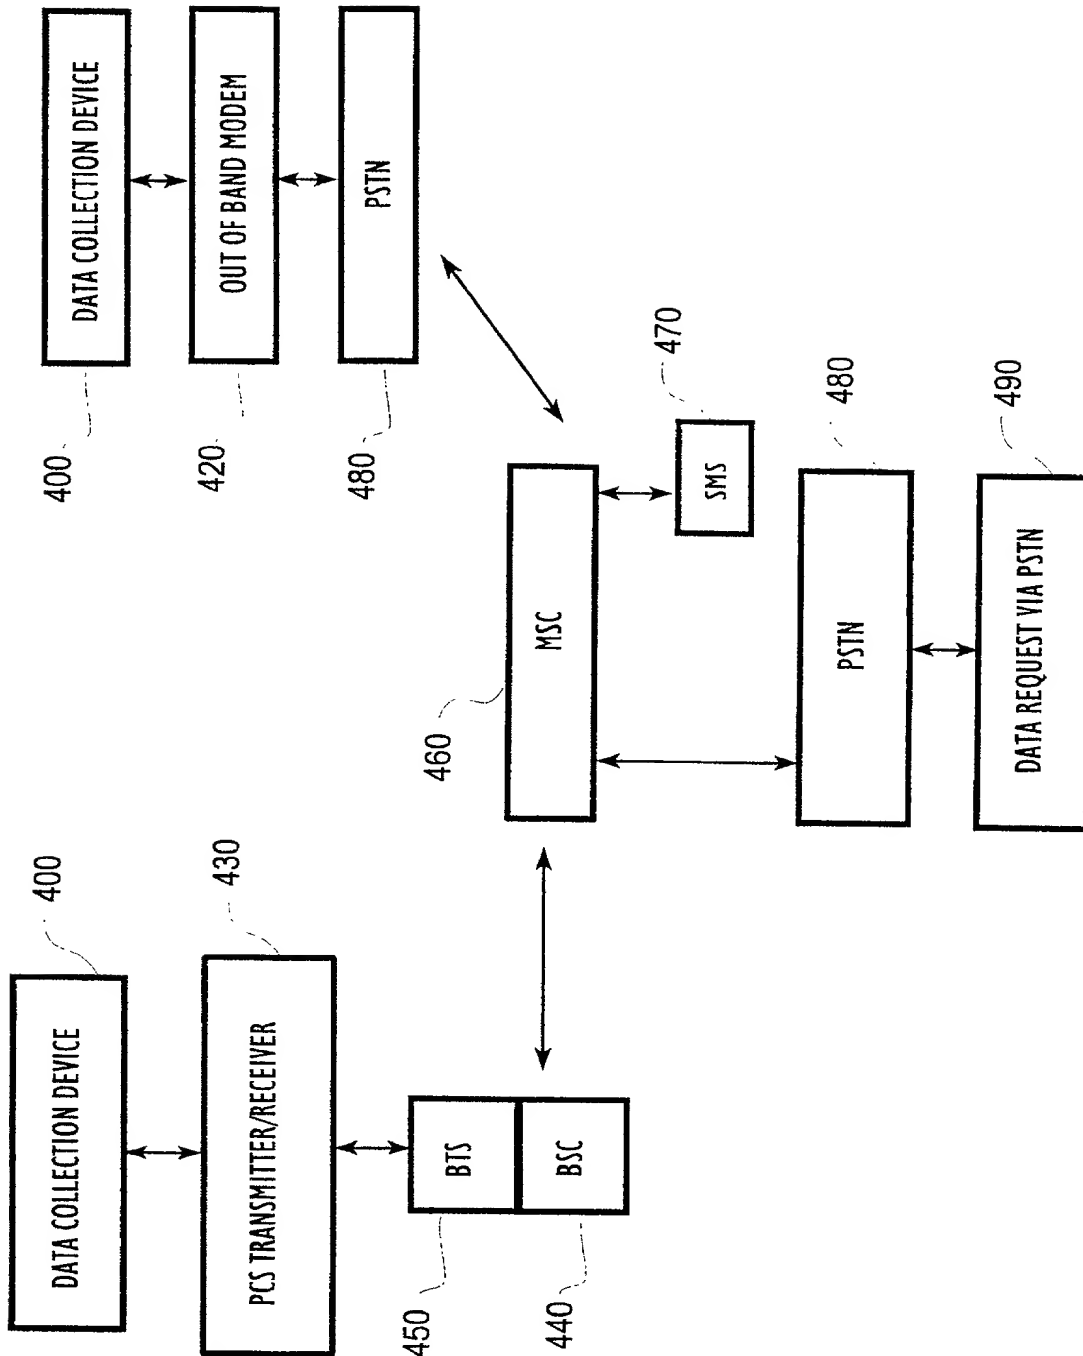 DATA COLLECTION DEVICE
400
PCS TRANSMITTER/RECEIVER
430
BTS
450
BSC
440
MSC
460
SMS
470
PSTN
480
DATA REQUEST VIA PSTN
490
DATA COLLECTION DEVICE
400
OUT OF BAND MODEM
420
PSTN
480